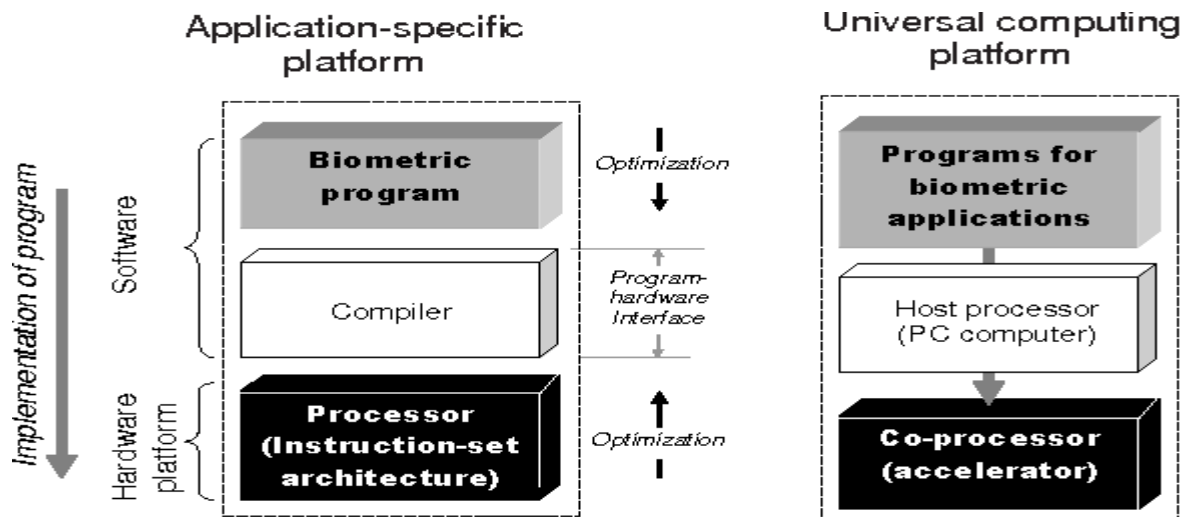 Application-specific
platform
Universal computing
platform
Implementation of program
Software
Hardware
platform
Biometric
program
Compiler
Processor
(Instruction-set
architecture)
Optimization
Program-
hardware
Interface
Optimization
Programs for
biometric
applications
Host processor
(PC computer)
Co-processor
(accelerator)